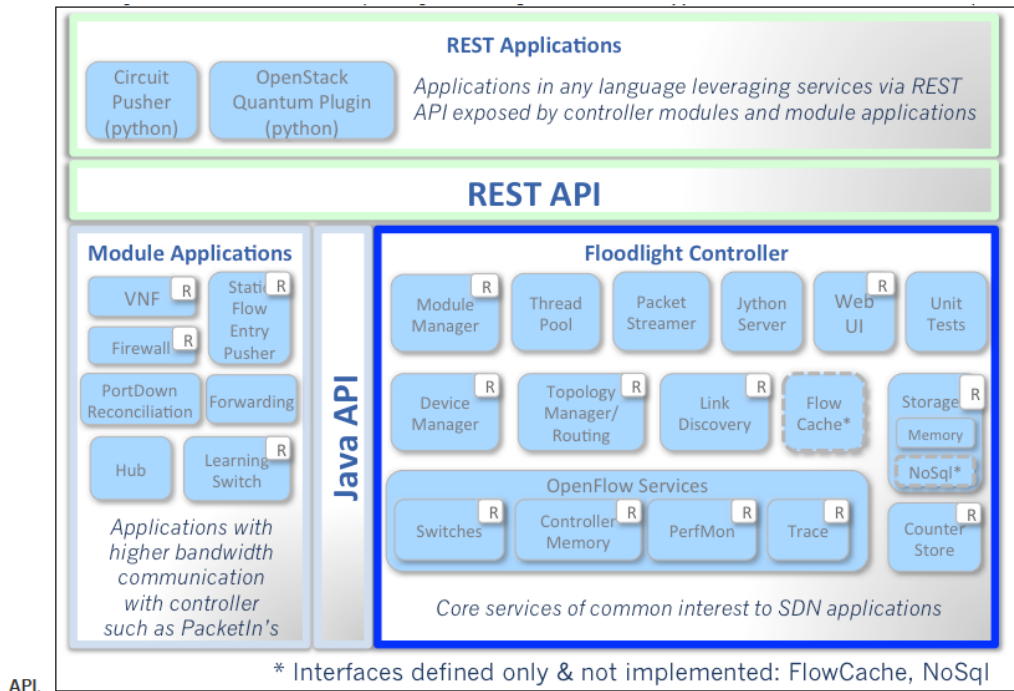 REST Applications
Circuit
Pusher
(python)
OpenStack
Quantum Plugin
(python)
Applications in any language leveraging services via REST
API exposed by controller modules and module applications
REST API
Module Applications
VNF
R
Static
R
Flow
Entry
Pusher
Firewall
R
PortDown
Reconciliation
Forwarding
Hub
Learning
R
Switch
Applications with
higher bandwidth
communication
with controller
such as PacketIn's
Java API
Floodlight Controller
Module
Manager
R
Thread
Pool
Packet
Streamer
Jython
Server
Web
UI
R
Unit
Tests
Device
Manager
R
Topology
Manager/
Routing
R
Link
Discovery
R
Flow
Cache*
Storage
R
Memory
NoSql*
OpenFlow Services
Switches
R
Controller
Memory
R
PerfMon
R
Trace
R
Counter
Store
R
Core services of common interest to SDN applications
* Interfaces defined only & not implemented: FlowCache, NoSql
API.